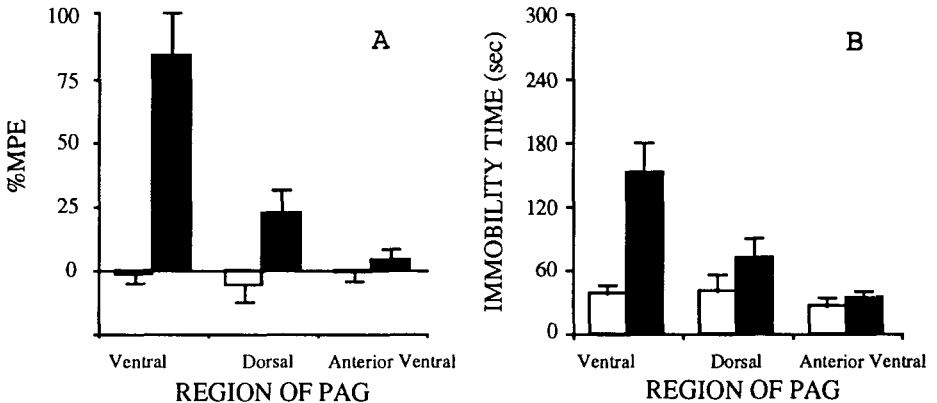 100
75
50
25
0
%MPE
A
Ventral
Dorsal
Anterior Ventral
REGION OF PAG
300
240
180
120
60
0
IMMOBILITY TIME (sec)
B
Ventral
Dorsal
Anterior Ventral
REGION OF PAG